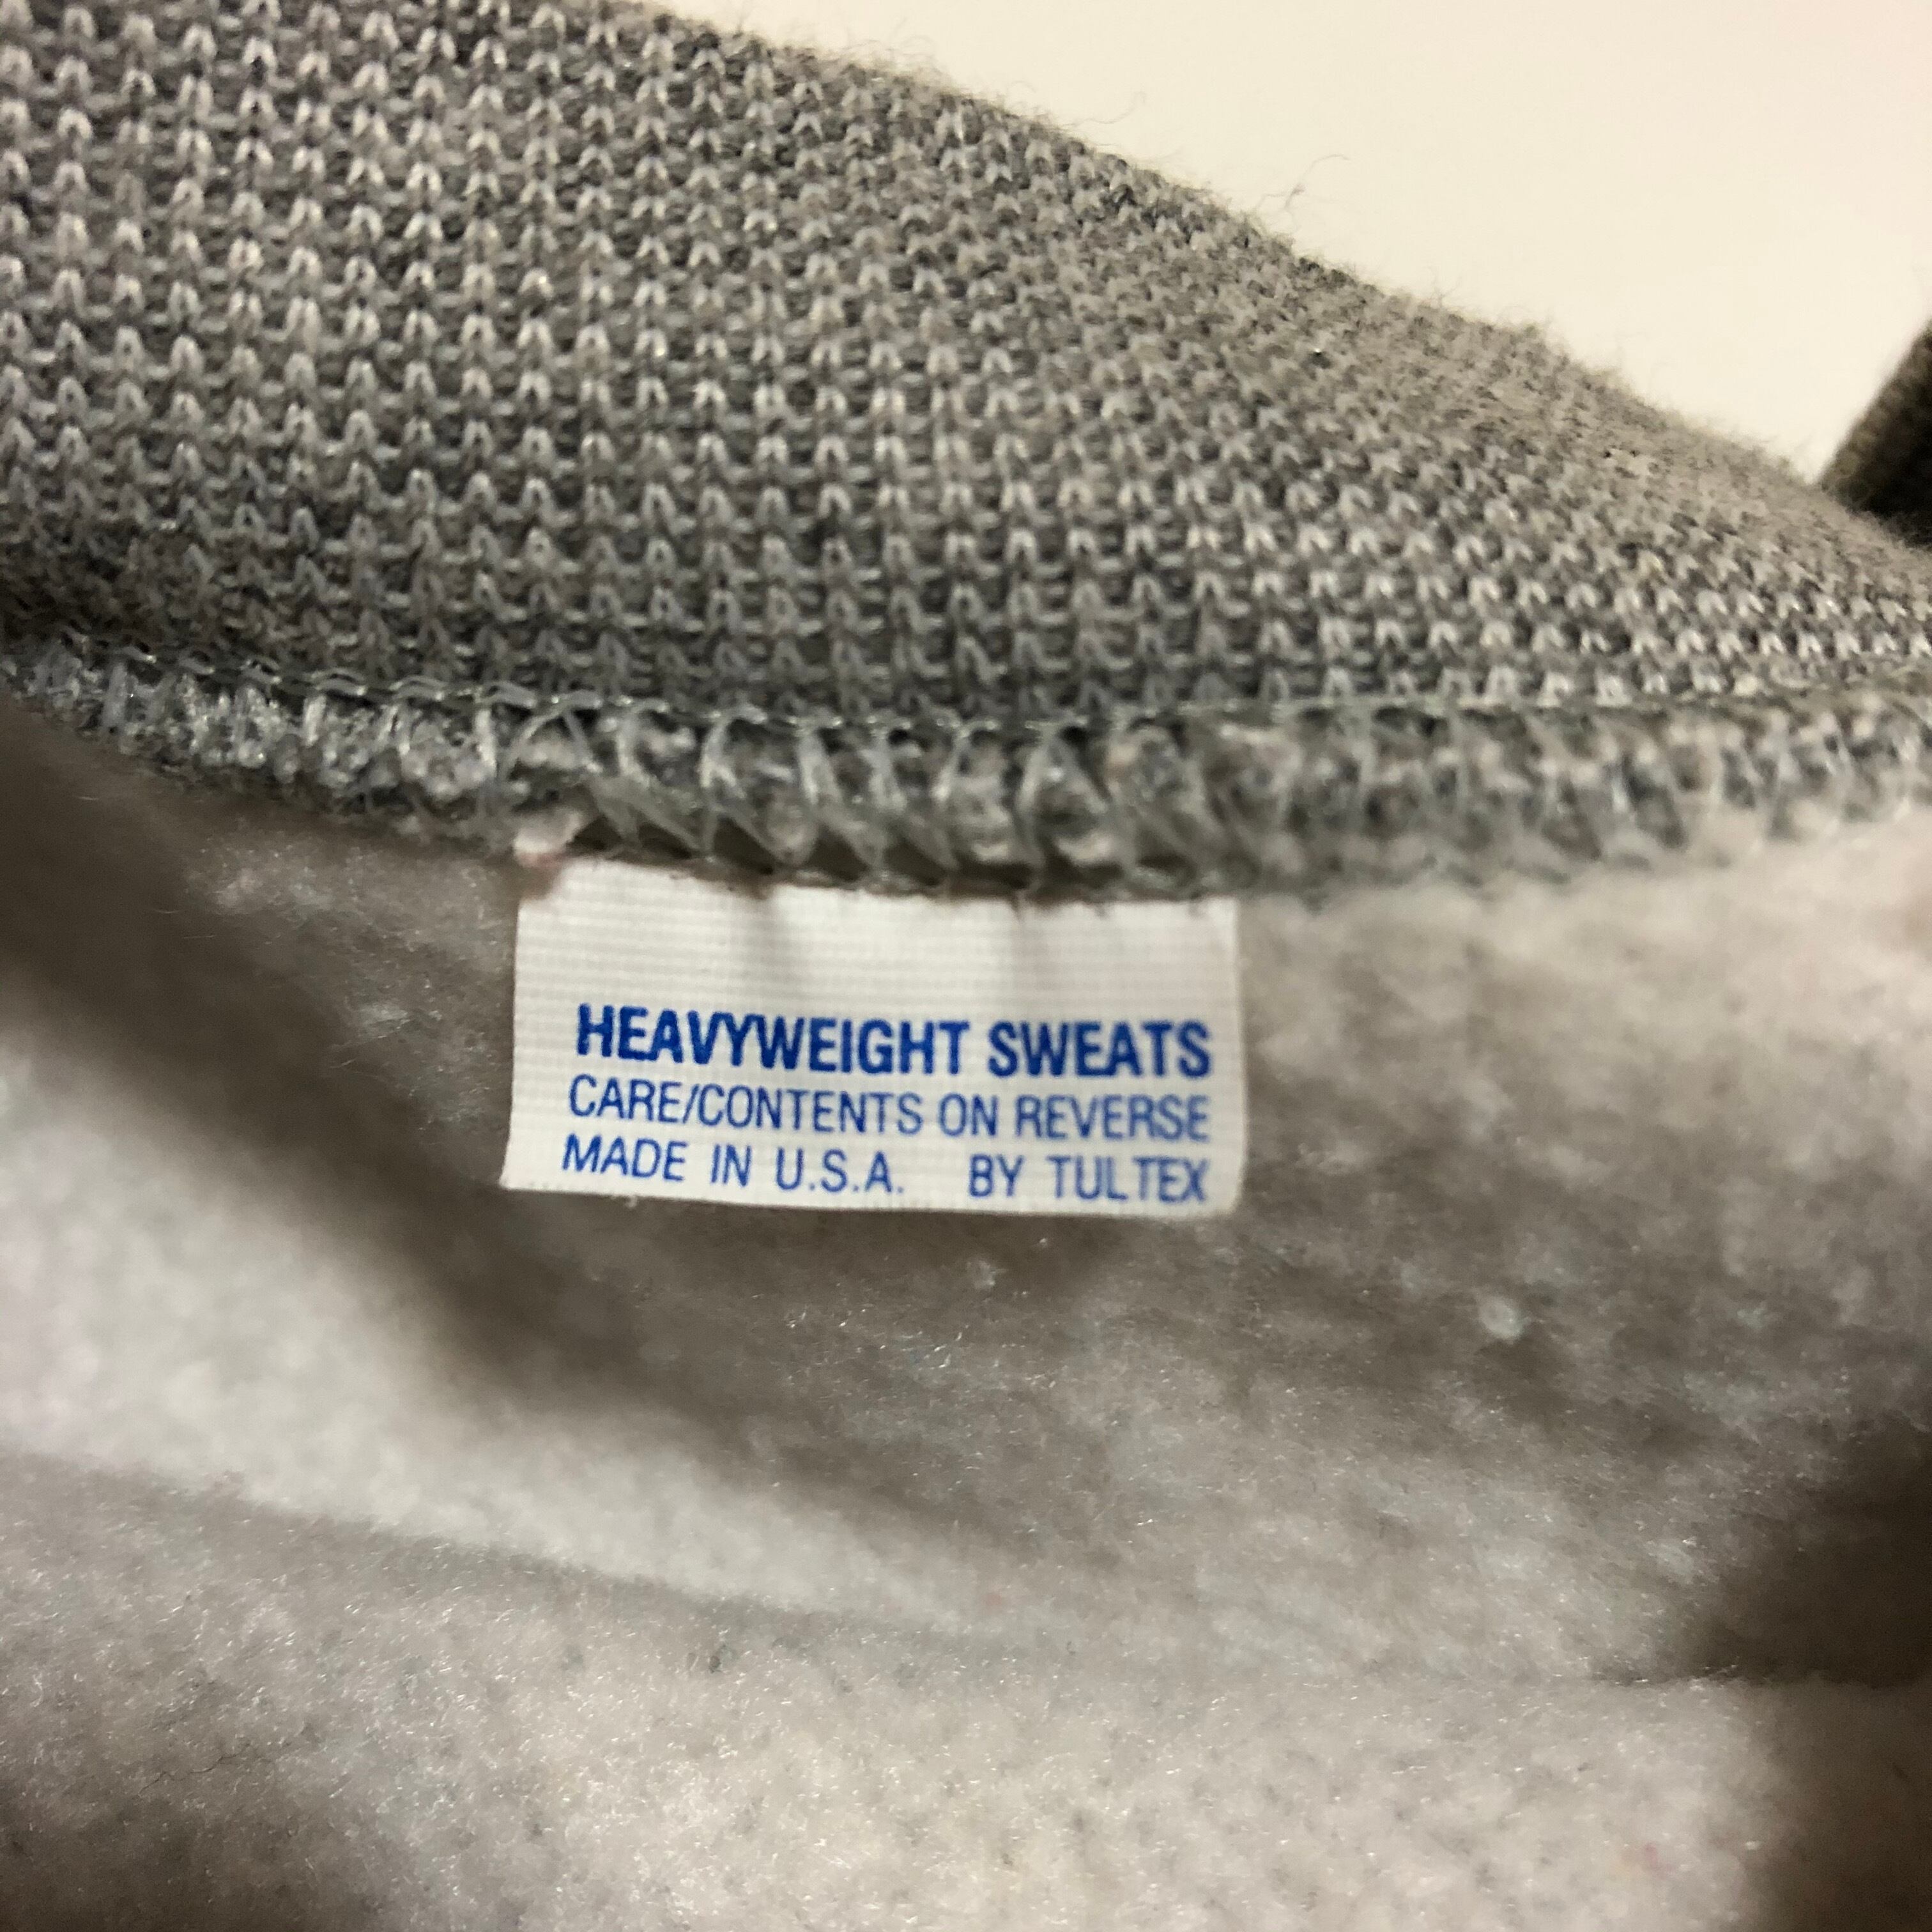 HEAVYWEIGHT SWEATS
CARE/CONTENTS ON REVERSE
MADE IN U.S.A. BY TULTEX